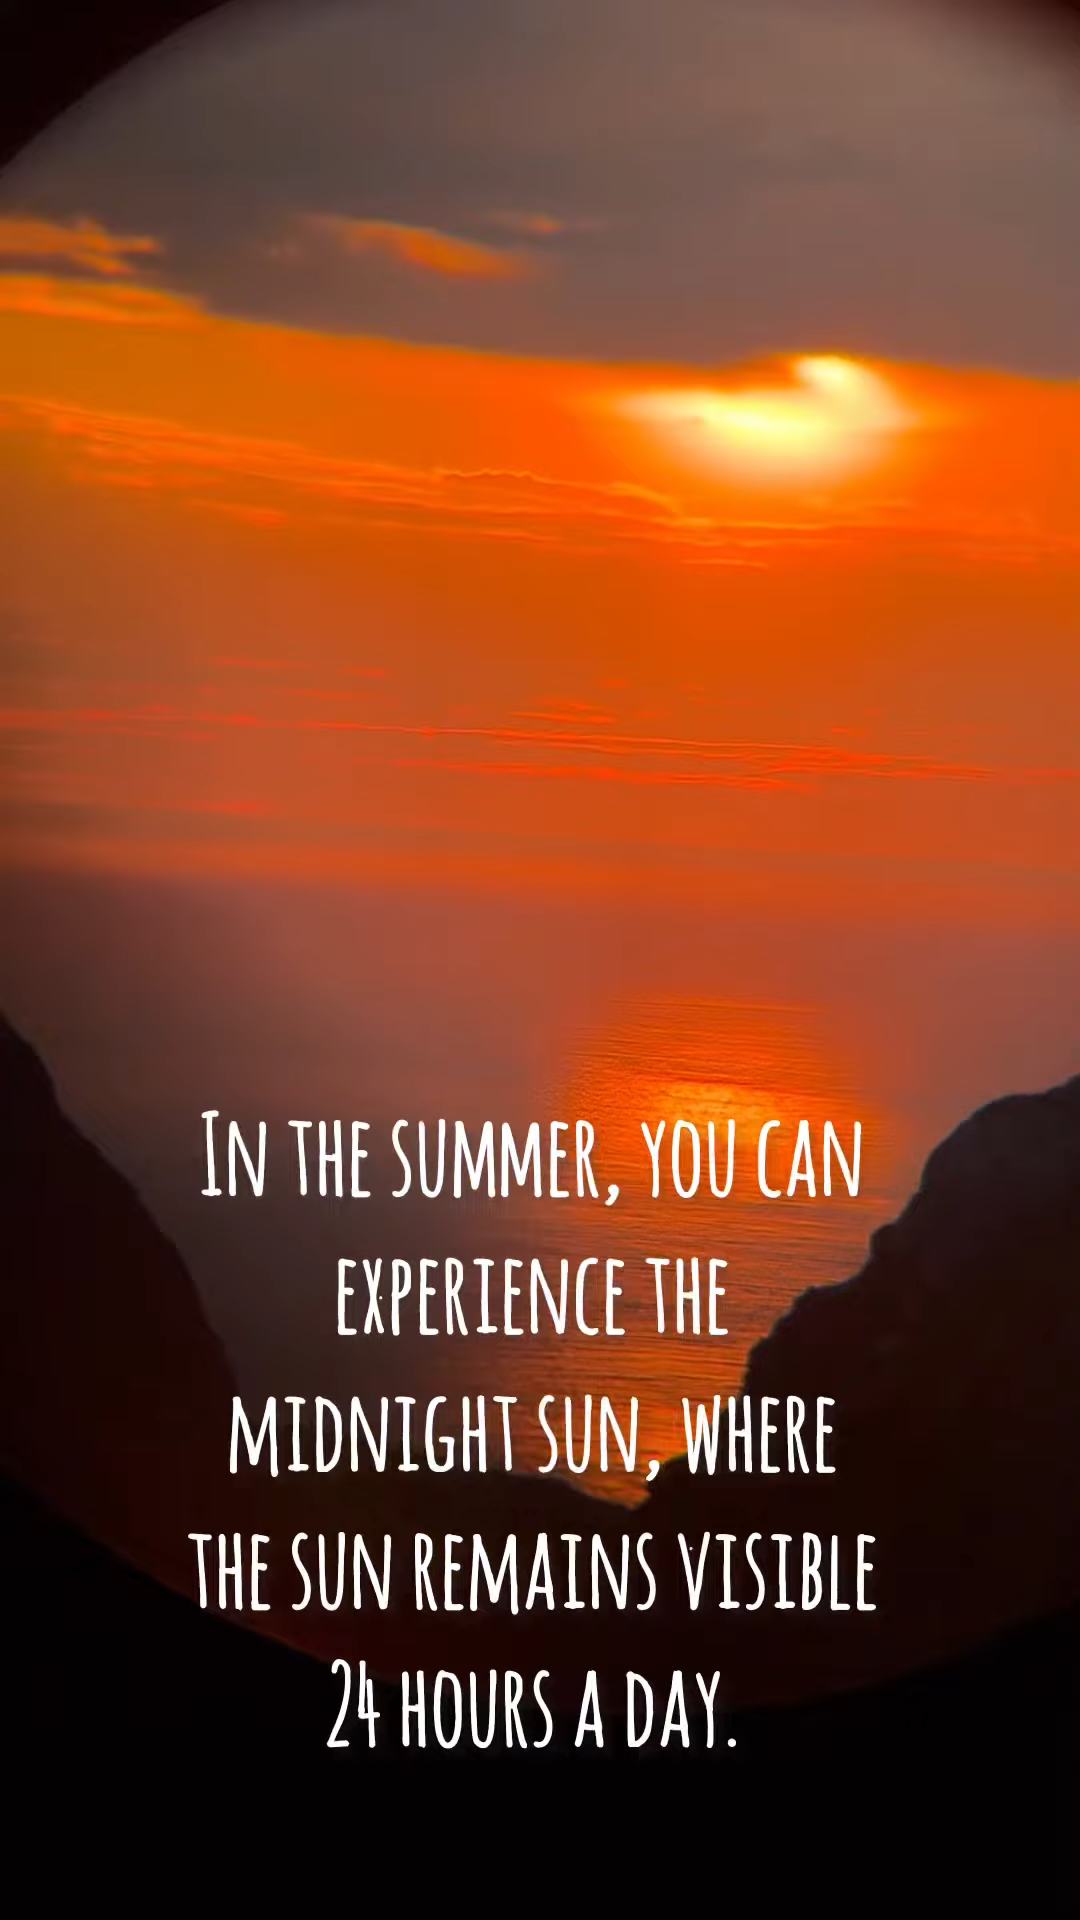 In the summer, you can
experience the
midnight sun, where
the sun remains visible
24 hours a day.